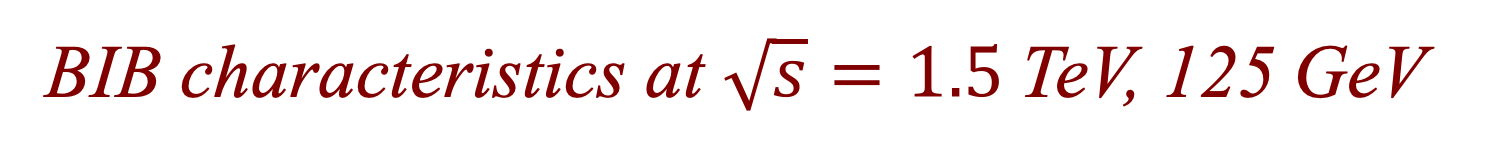 BIB characteristics at √s = 1.5 TeV, 125 GeV